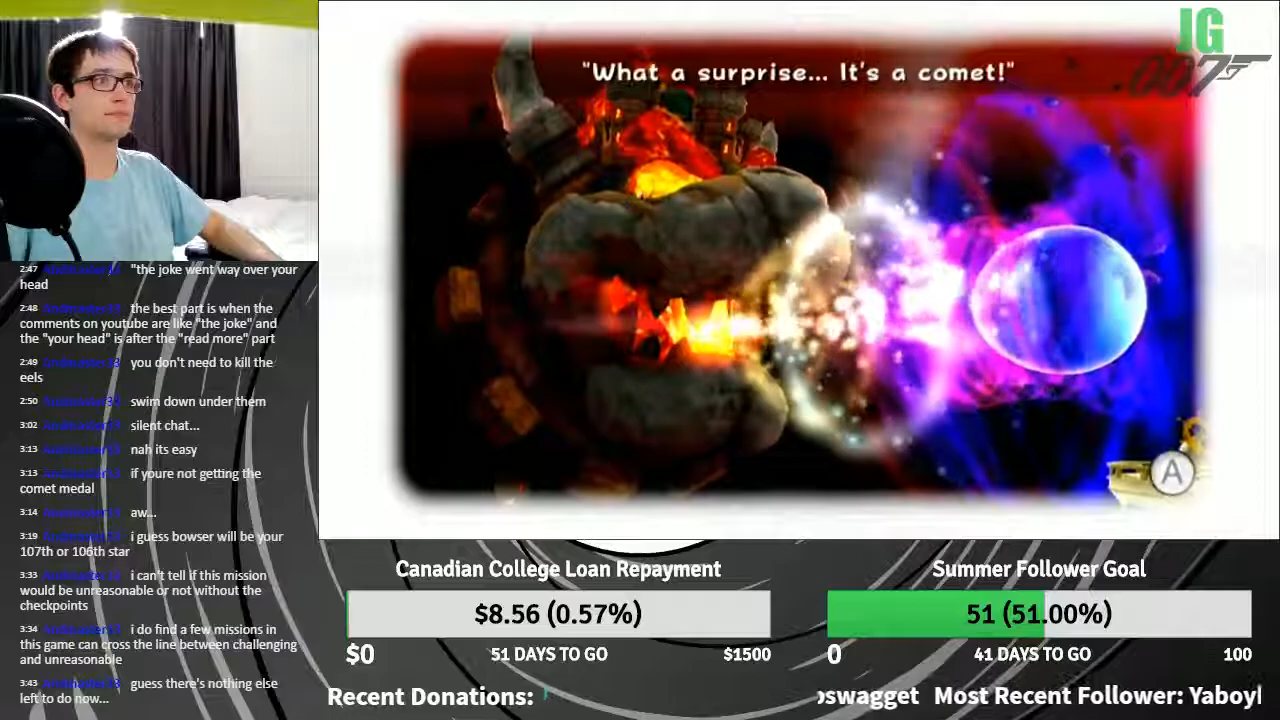 "What a surprise... It's a comet!"
JG
007
A
2:47 "the joke went way over your
head
2:48 the best part is when the
comments on youtube are like "the joke" and
the "your head" is after the "read more" part
2:49 you don't need to kill the
eels
2:50 swim down under them
3:02 silent chat...
3:13 nah its easy
3:13 if youre not getting the
comet medal
3:14 aw...
3:19 i guess bowser will be your
107th or 106th star
3:33 i can't tell if this mission
would be unreasonable or not without the
checkpoints
3:34 i do find a few missions in
this game can cross the line between challenging
and unreasonable
3:43 guess there's nothing else
left to do now...
Canadian College Loan Repayment
$8.56 (0.57%)
$0 51 DAYS TO GO $1500
Summer Follower Goal
51 (51.00%)
0 41 DAYS TO GO 100
Recent Donations:
swagget Most Recent Follower: Yaboyl